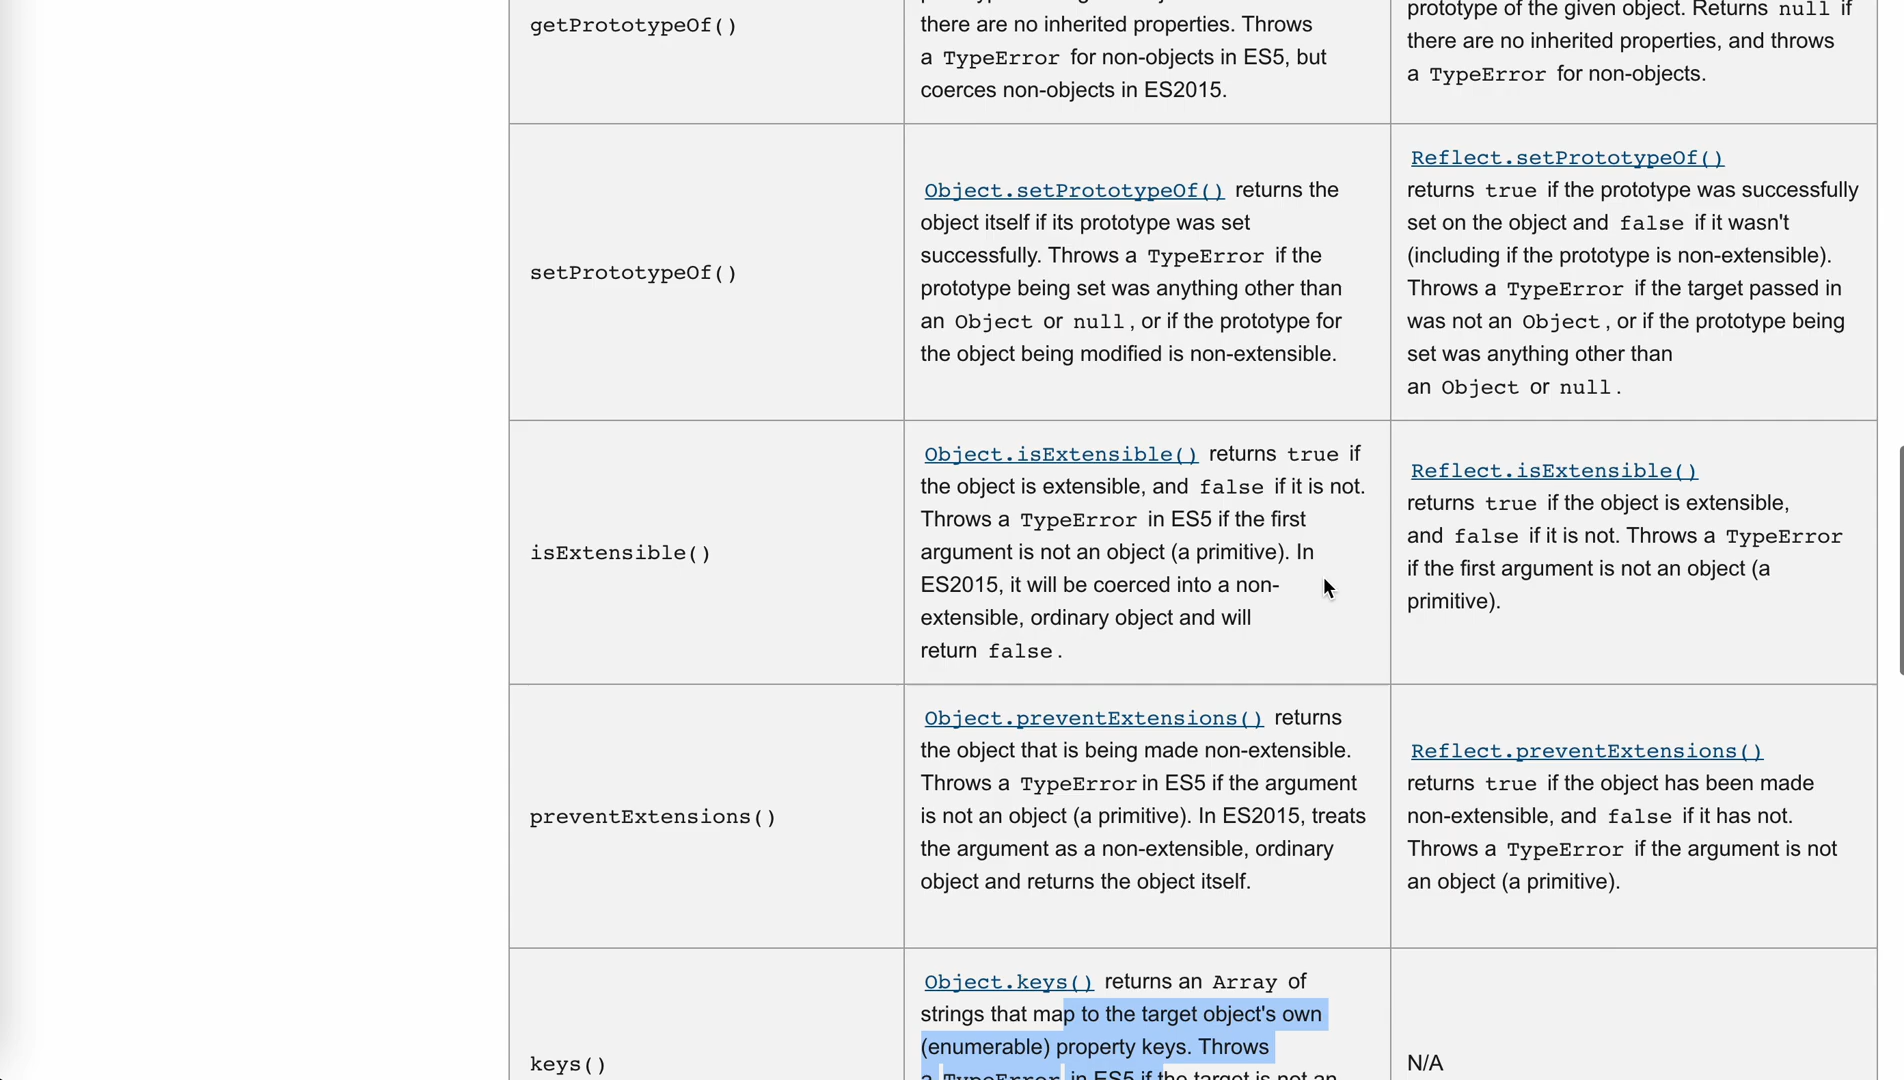 getPrototypeOf()
there are no inherited properties. Throws
a TypeError for non-objects in ES5, but
coerces non-objects in ES2015.
prototype of the given object. Returns null if
there are no inherited properties, and throws
a TypeError for non-objects.
setPrototypeOf()
Object.setPrototypeOf() returns the
object itself if its prototype was set
successfully. Throws a TypeError if the
prototype being set was anything other than
an Object or null, or if the prototype for
the object being modified is non-extensible.
Reflect.setPrototypeOf()
returns true if the prototype was successfully
set on the object and false if it wasn't
(including if the prototype is non-extensible).
Throws a TypeError if the target passed in
was not an Object, or if the prototype being
set was anything other than
an Object or null.
isExtensible()
Object.isExtensible() returns true if
the object is extensible, and false if it is not.
Throws a TypeError in ES5 if the first
argument is not an object (a primitive). In
ES2015, it will be coerced into a non-
extensible, ordinary object and will
return false.
Reflect.isExtensible()
returns true if the object is extensible,
and false if it is not. Throws a TypeError
if the first argument is not an object (a
primitive).
preventExtensions()
Object.preventExtensions() returns
the object that is being made non-extensible.
Throws a TypeError in ES5 if the argument
is not an object (a primitive). In ES2015, treats
the argument as a non-extensible, ordinary
object and returns the object itself.
Reflect.preventExtensions()
returns true if the object has been made
non-extensible, and false if it has not.
Throws a TypeError if the argument is not
an object (a primitive).
keys()
Object.keys() returns an Array of
strings that map to the target object's own
(enumerable) property keys. Throws
a TypeError in ES5 if the target is not an
N/A